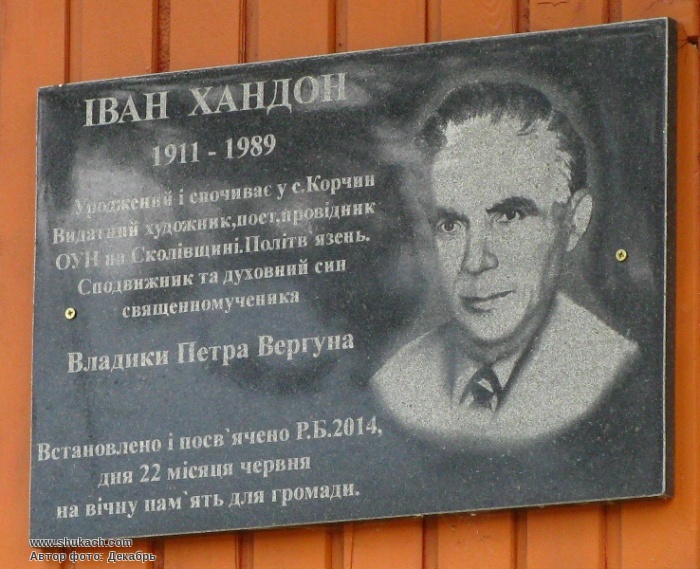 ІВАН ХАНДОН
1911 - 1989
Уроджений і спочиває у с.Корчин
Видатний художник,поет,провідник
ОУН на Сколівщині.Політв язень.
Сподвижник та духовний син
священномученика
Владики Петра Вергуна
Встановлено і посв`ячено Р.Б.2014,
дня 22 місяця червня
на вічну пам`ять для громади.
www.shukach.com
Автор фото: Декабрь